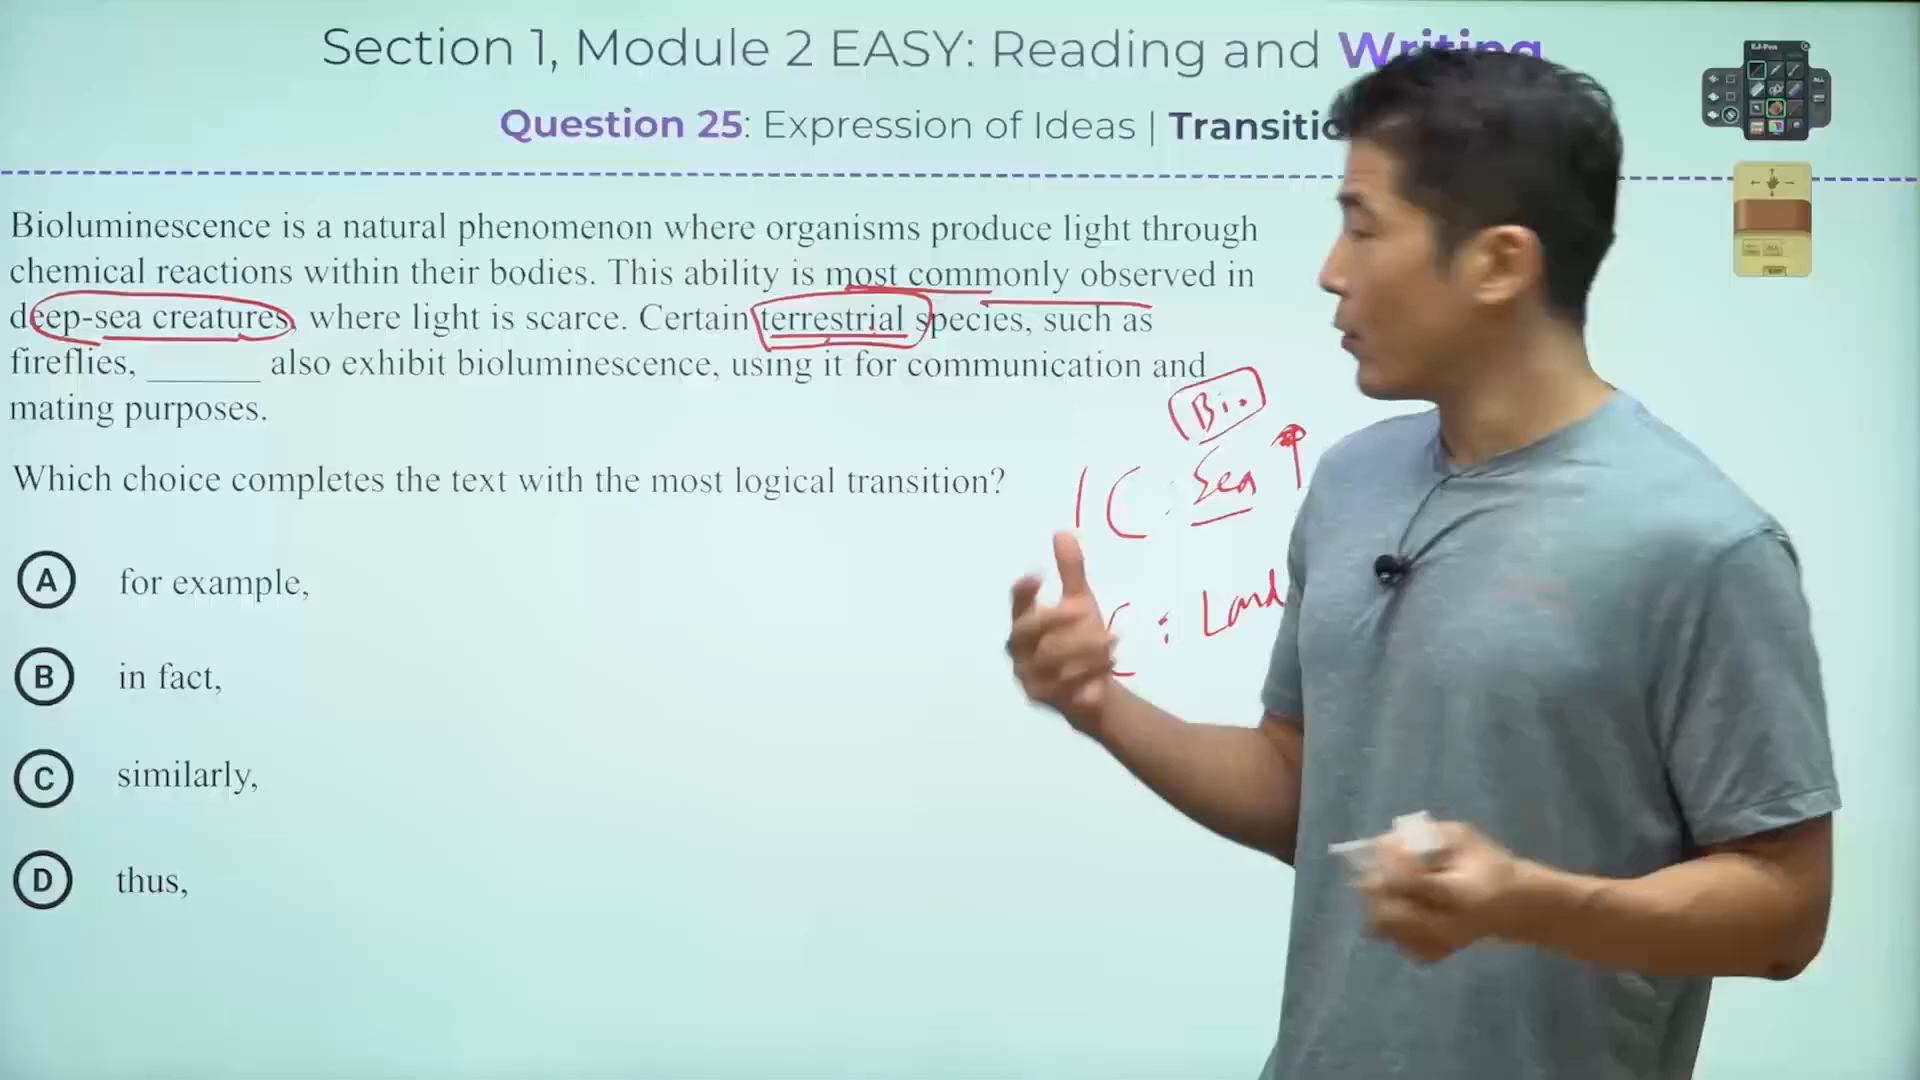 Section 1, Module 2 EASY: Reading and Writing
Question 25: Expression of Ideas |
Bioluminescence is a natural phenomenon where organisms produce light through
chemical reactions within their bodies. This ability is most commonly observed in
deep-sea creatures, where light is scarce. Certain terrestrial species, such as
fireflies, ______ also exhibit bioluminescence, using it for communication and
mating purposes.
Which choice completes the text with the most logical transition?
A for example,
B in fact,
C similarly,
D thus,
Bio.
C : Sea
C : Land